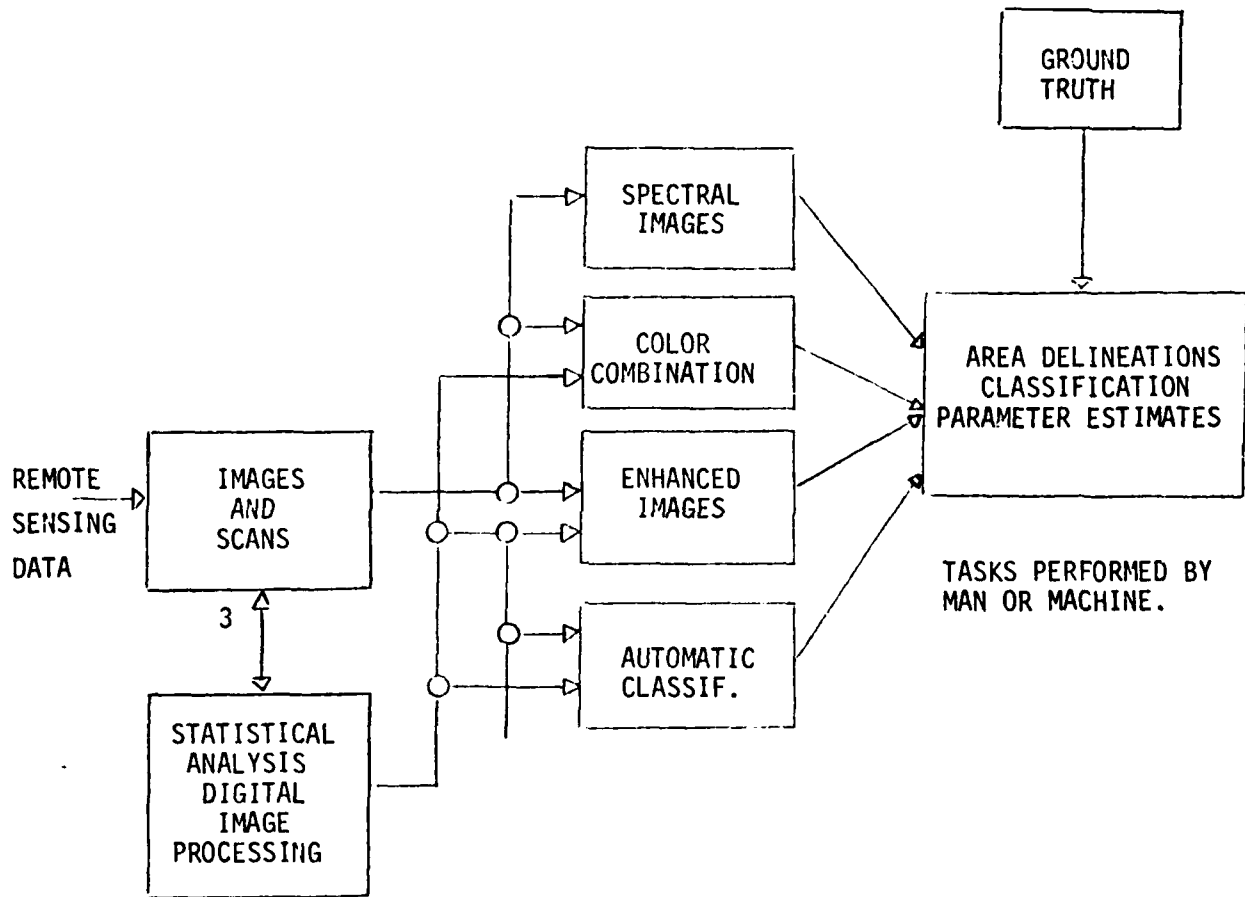 GROUND
TRUTH
SPECTRAL
IMAGES
COLOR
COMBINATION
AREA DELINEATIONS
CLASSIFICATION
PARAMETER ESTIMATES
REMOTE
SENSING
DATA
IMAGES
AND
SCANS
ENHANCED
IMAGES
TASKS PERFORMED BY
MAN OR MACHINE.
3
AUTOMATIC
CLASSIF.
STATISTICAL
ANALYSIS
DIGITAL
IMAGE
PROCESSING